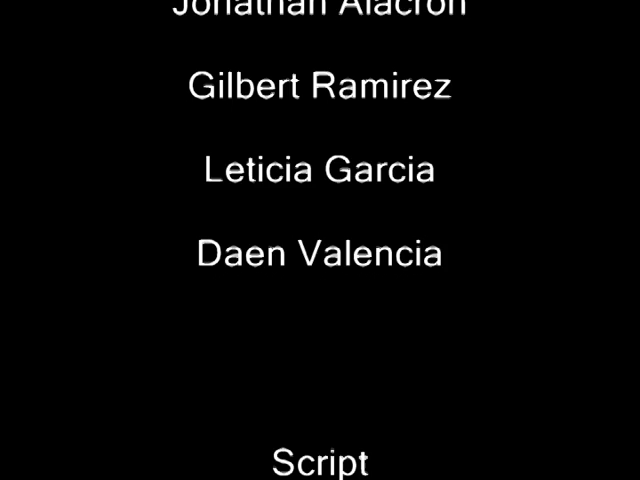 Jonathan Alacron
Gilbert Ramirez
Leticia Garcia
Daen Valencia
Script